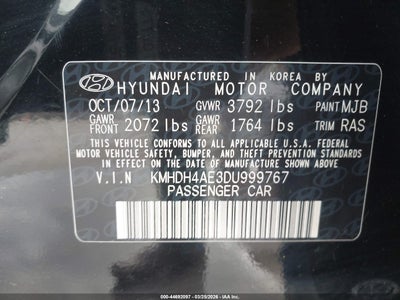 MANUFACTURED IN KOREA BY
HYUNDAI MOTOR COMPANY
OCT/07/13 GVWR 3792 lbs PAINT MJB
GAWR FRONT 2072 lbs GAWR REAR 1764 lbs TRIM RAS
THIS VEHICLE CONFORMS TO ALL APPLICABLE U.S.A. FEDERAL
MOTOR VEHICLE SAFETY, BUMPER, AND THEFT PREVENTION
STANDARDS IN EFFECT ON THE DATE OF MANUFACTURE SHOWN ABOVE.
V.I.N KMHDH4AE3DU999767
PASSENGER CAR
000-44692097 - 03/25/2026 - IAA, Inc.